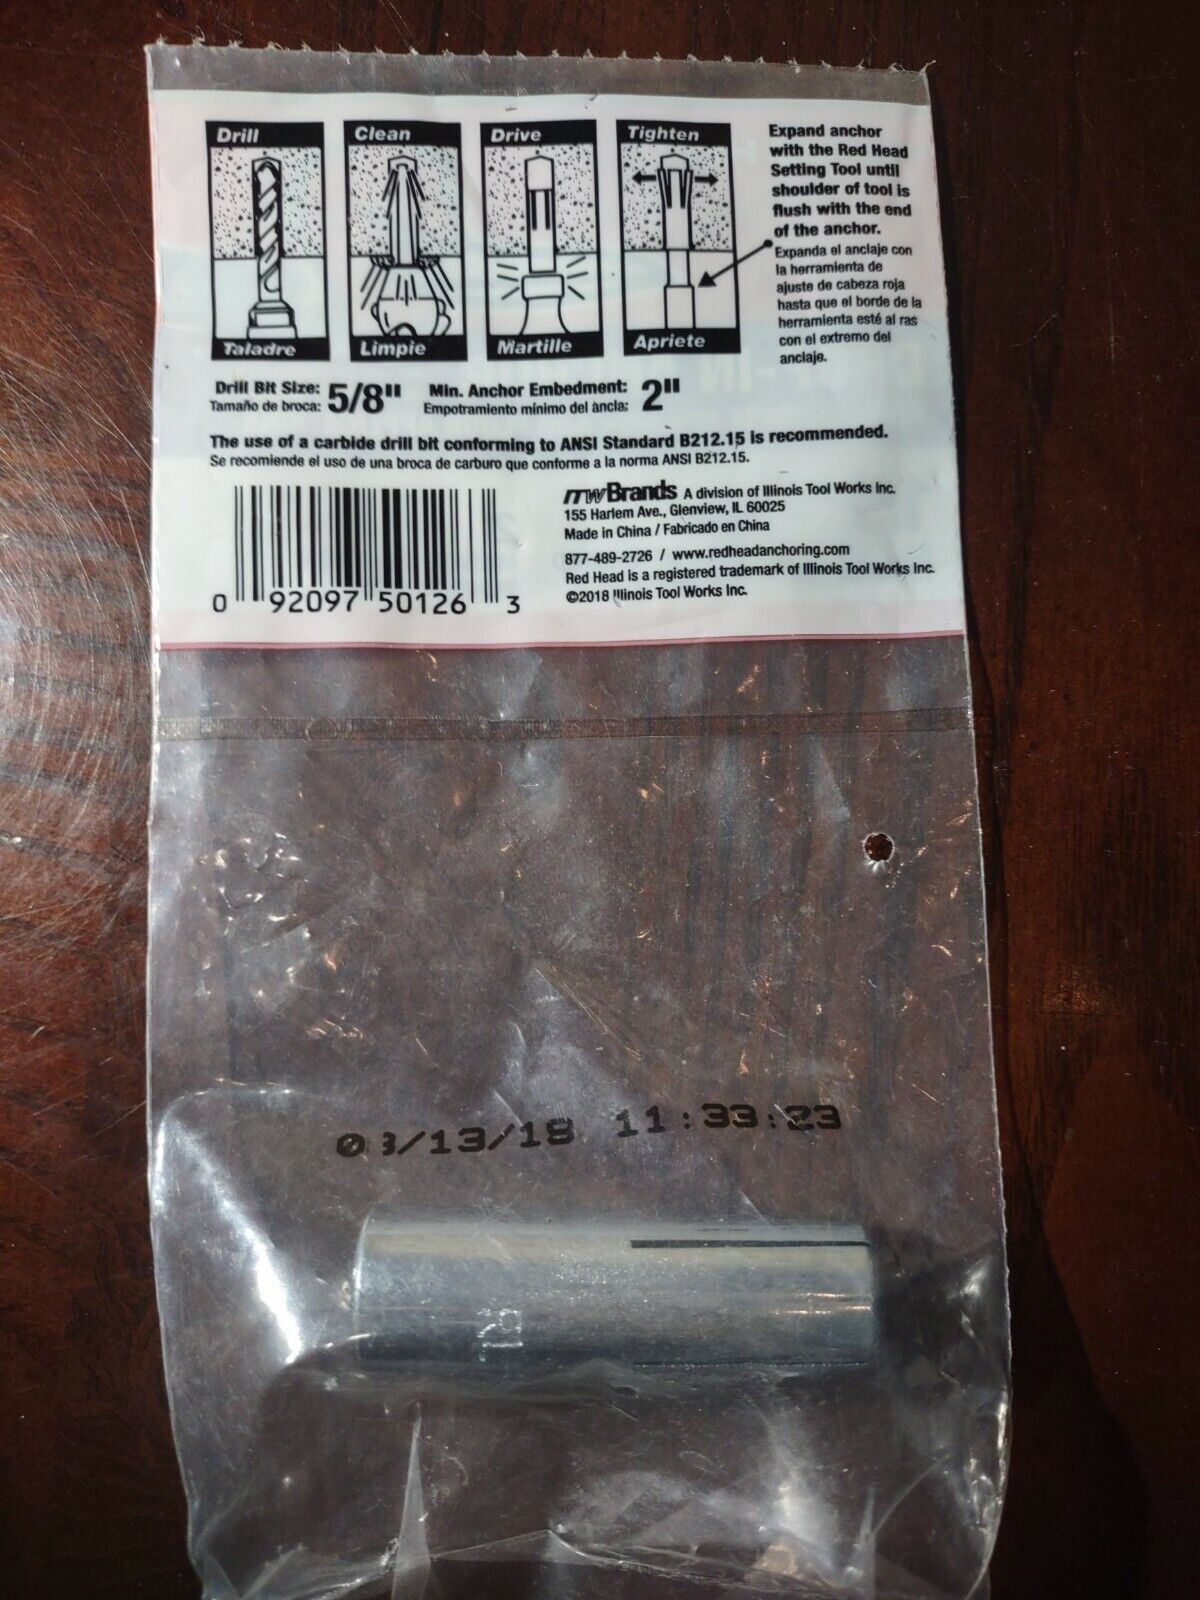 Drill
Taladre
Clean
Limpie
Drive
Martille
Tighten
Apriete
Expand anchor
with the Red Head
Setting Tool until
shoulder of tool is
flush with the end
of the anchor.
Expanda el anclaje con
la herramienta de
ajuste de cabeza roja
hasta que el borde de la
herramienta esté al ras
con el extremo del
anclaje.
Drill Bit Size: 5/8"
Tamaño de broca:
Min. Anchor Embedment: 2"
Empotramiento mínimo del ancla:
The use of a carbide drill bit conforming to ANSI Standard B212.15 is recommended.
Se recomiende el uso de una broca de carburo que conforme a la norma ANSI B212.15.
0 92097 50126 3
ITWBrands A division of Illinois Tool Works Inc.
155 Harlem Ave., Glenview, IL 60025
Made in China / Fabricado en China
877-489-2726 / www.redheadanchoring.com
Red Head is a registered trademark of Illinois Tool Works Inc.
©2018 Illinois Tool Works Inc.
03/13/18 11:33:23